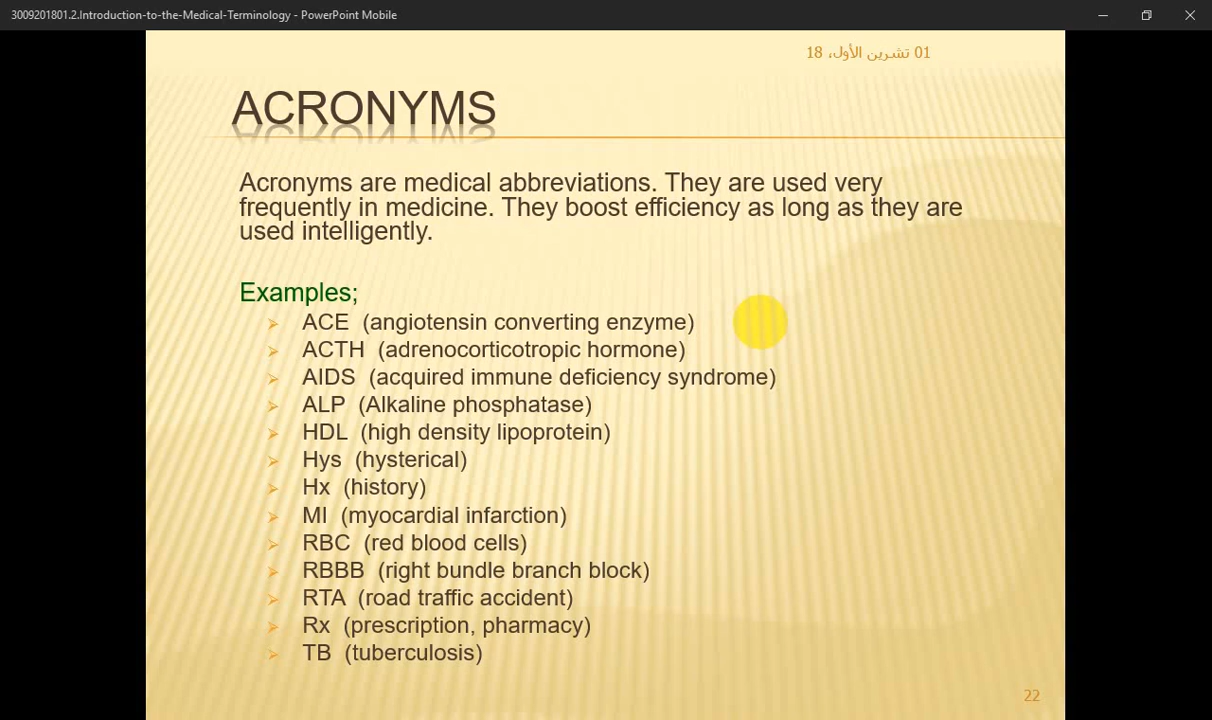 3009201801.2.Introduction-to-the-Medical-Terminology - PowerPoint Mobile
01 تشرين الأول، 18
ACRONYMS
Acronyms are medical abbreviations. They are used very
frequently in medicine. They boost efficiency as long as they are
used intelligently.
Examples;
ACE (angiotensin converting enzyme)
ACTH (adrenocorticotropic hormone)
AIDS (acquired immune deficiency syndrome)
ALP (Alkaline phosphatase)
HDL (high density lipoprotein)
Hys (hysterical)
Hx (history)
MI (myocardial infarction)
RBC (red blood cells)
RBBB (right bundle branch block)
RTA (road traffic accident)
Rx (prescription, pharmacy)
TB (tuberculosis)
22